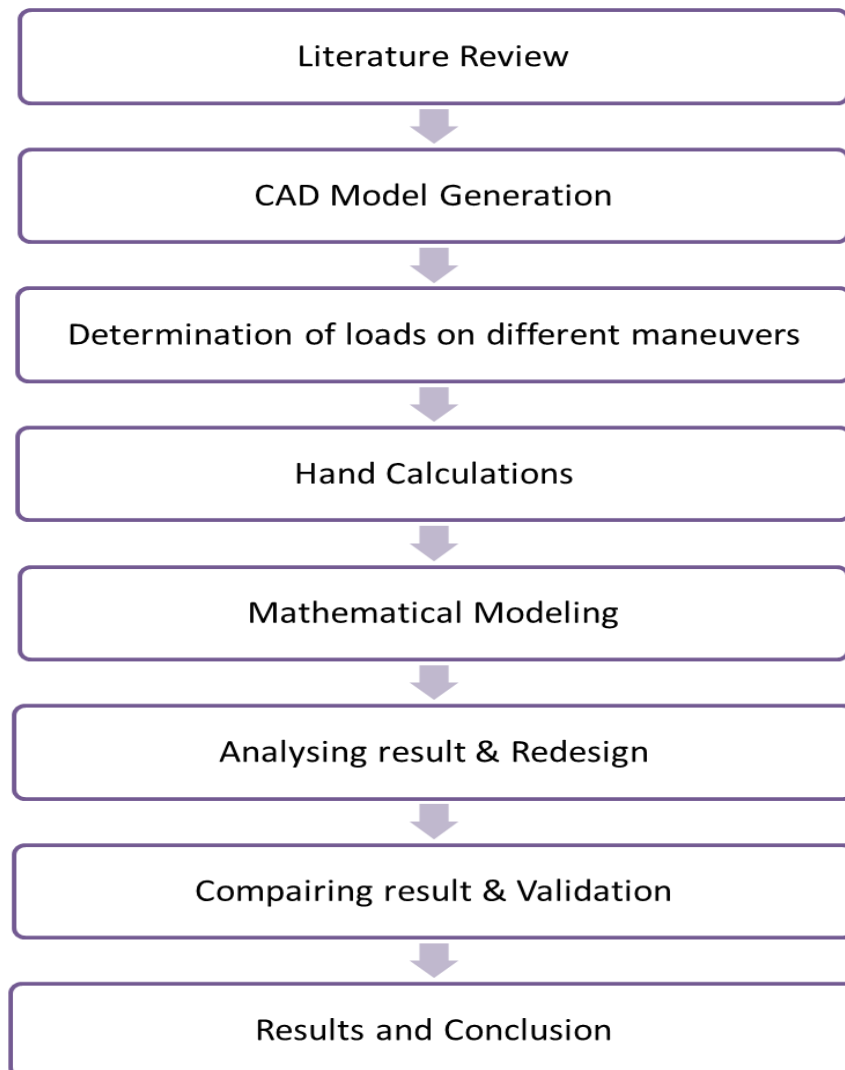 Literature Review
CAD Model Generation
Determination of loads on different maneuvers
Hand Calculations
Mathematical Modeling
Analysing result & Redesign
Compairing result & Validation
Results and Conclusion